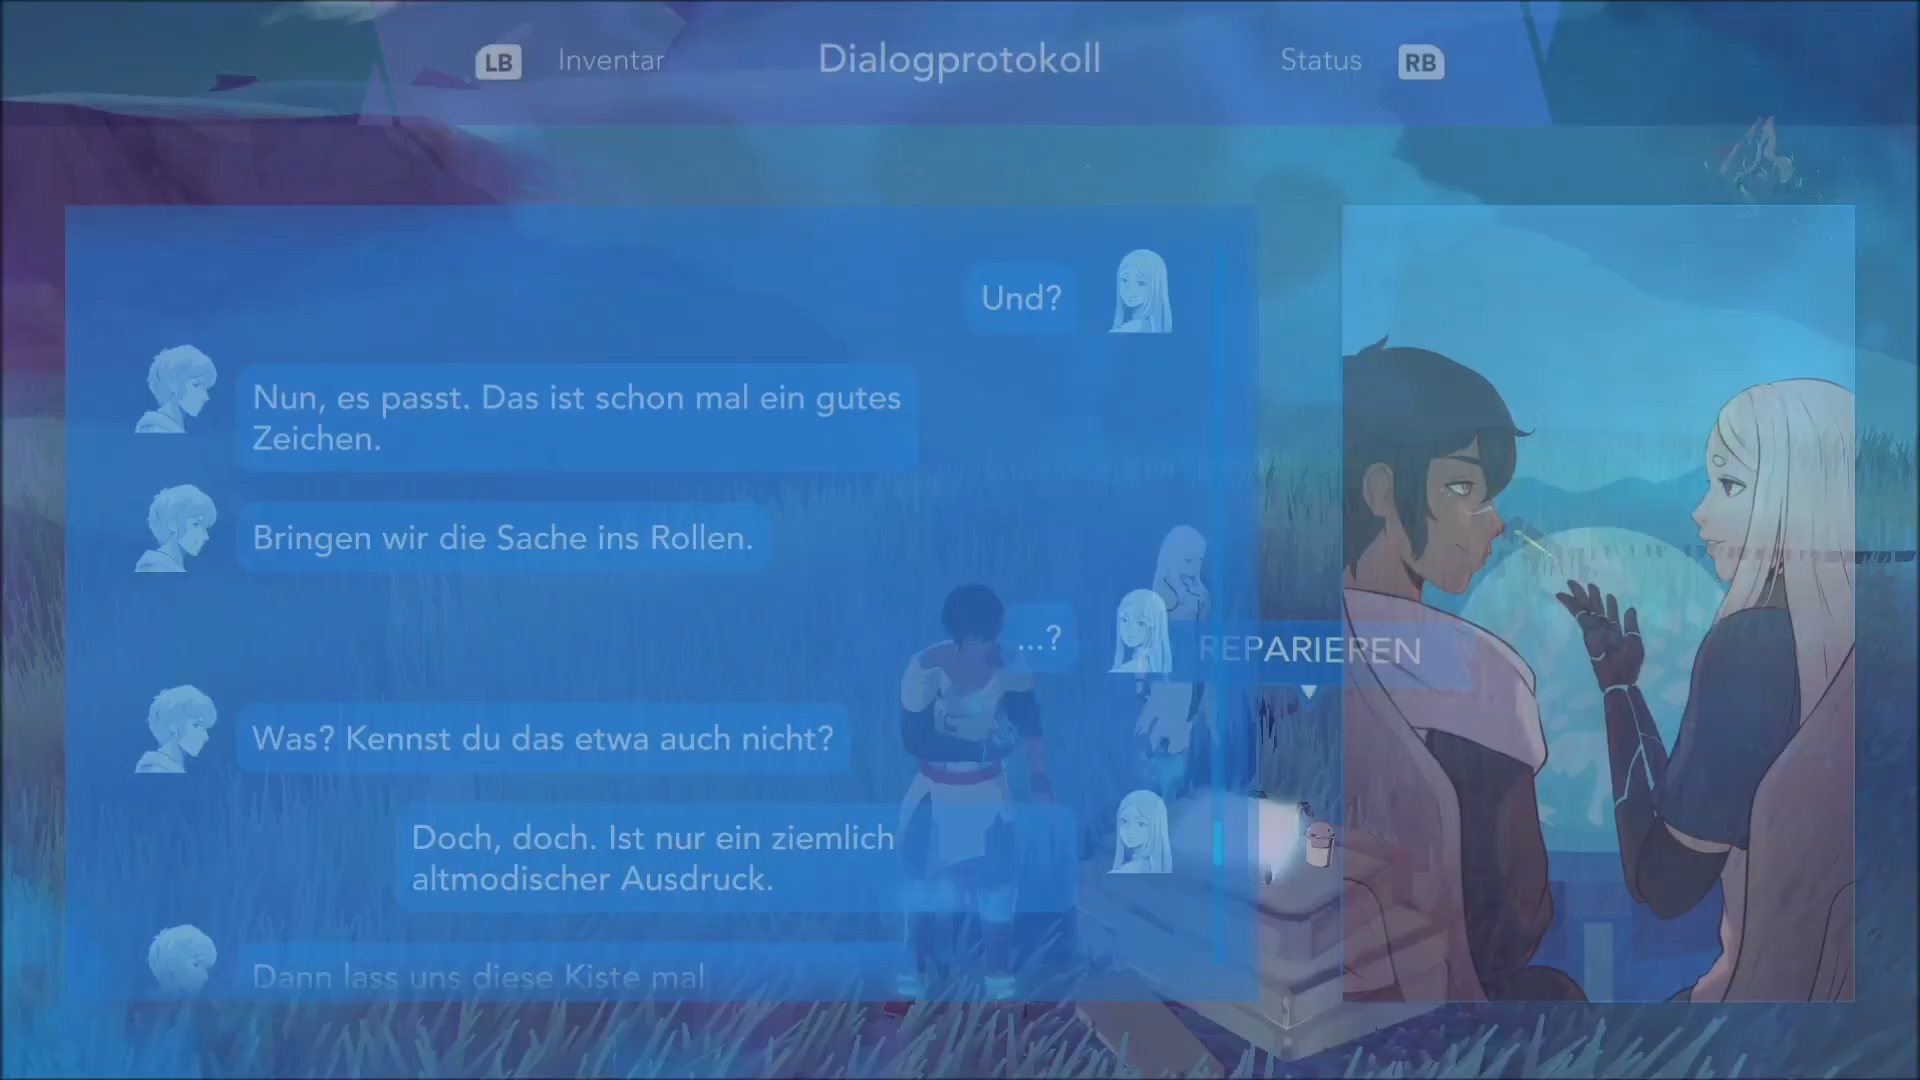 LB Inventar Dialogprotokoll Status RB
Und?
Nun, es passt. Das ist schon mal ein gutes
Zeichen.
Bringen wir die Sache ins Rollen.
...?
REPARIEREN
Was? Kennst du das etwa auch nicht?
Doch, doch. Ist nur ein ziemlich
altmodischer Ausdruck.
Dann lass uns diese Kiste mal